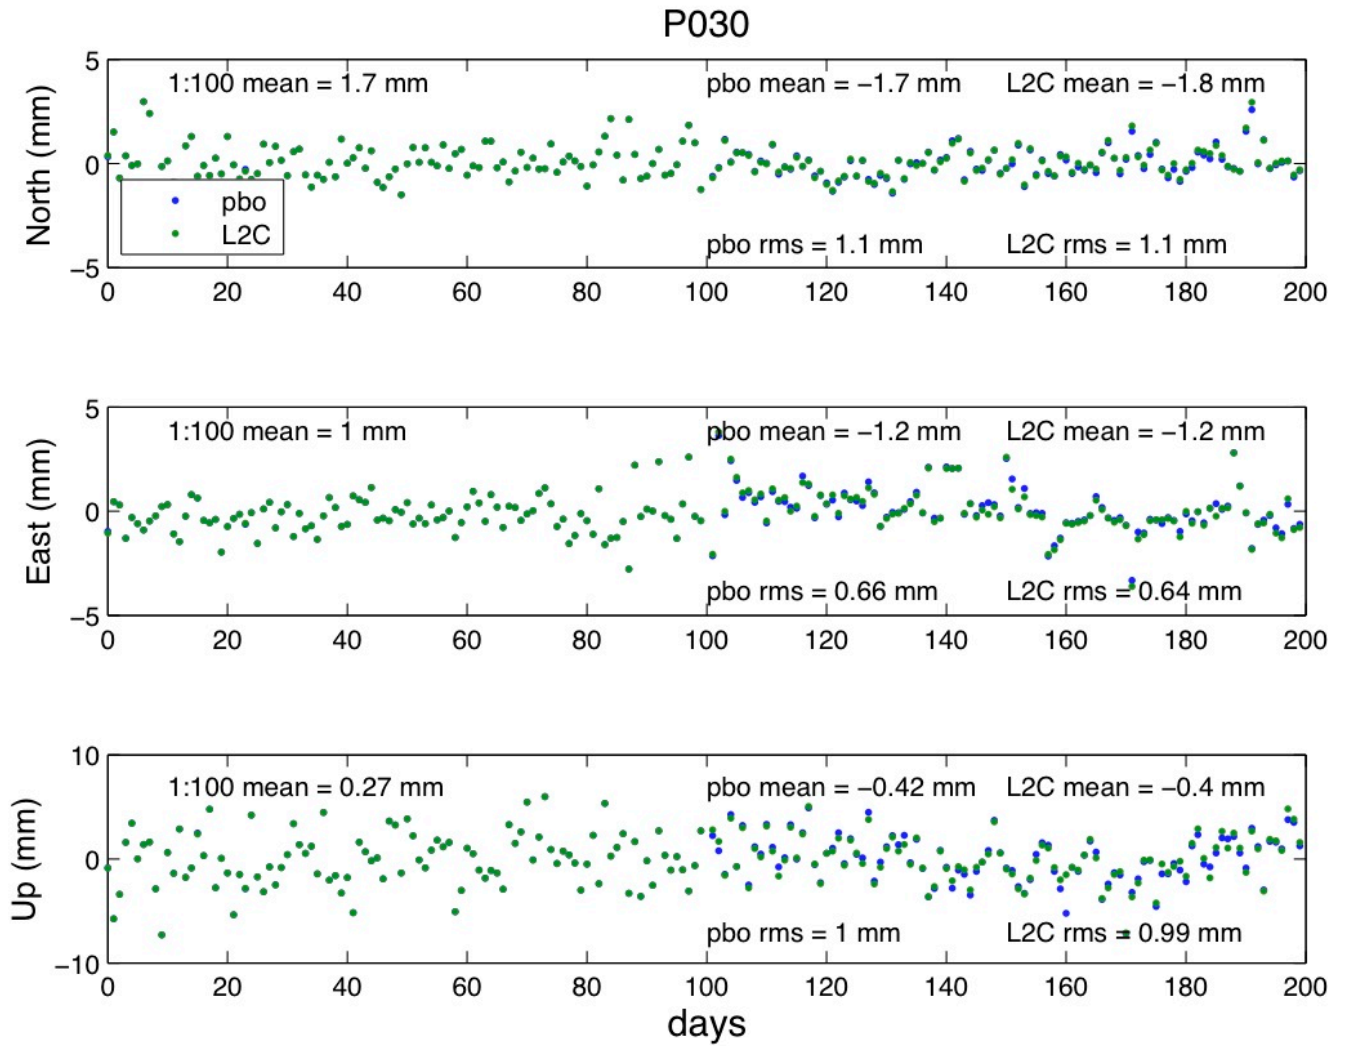 P030
5
1:100 mean = 1.7 mm
pbo mean = −1.7 mm
L2C mean = −1.8 mm
North (mm)
0
pbo
L2C
pbo rms = 1.1 mm
L2C rms = 1.1 mm
−5
0 20 40 60 80 100 120 140 160 180 200
5
1:100 mean = 1 mm
pbo mean = −1.2 mm
L2C mean = −1.2 mm
East (mm)
0
pbo rms = 0.66 mm
L2C rms = 0.64 mm
−5
0 20 40 60 80 100 120 140 160 180 200
10
1:100 mean = 0.27 mm
pbo mean = −0.42 mm
L2C mean = −0.4 mm
Up (mm)
0
pbo rms = 1 mm
L2C rms = 0.99 mm
−10
0 20 40 60 80 100 120 140 160 180 200
days